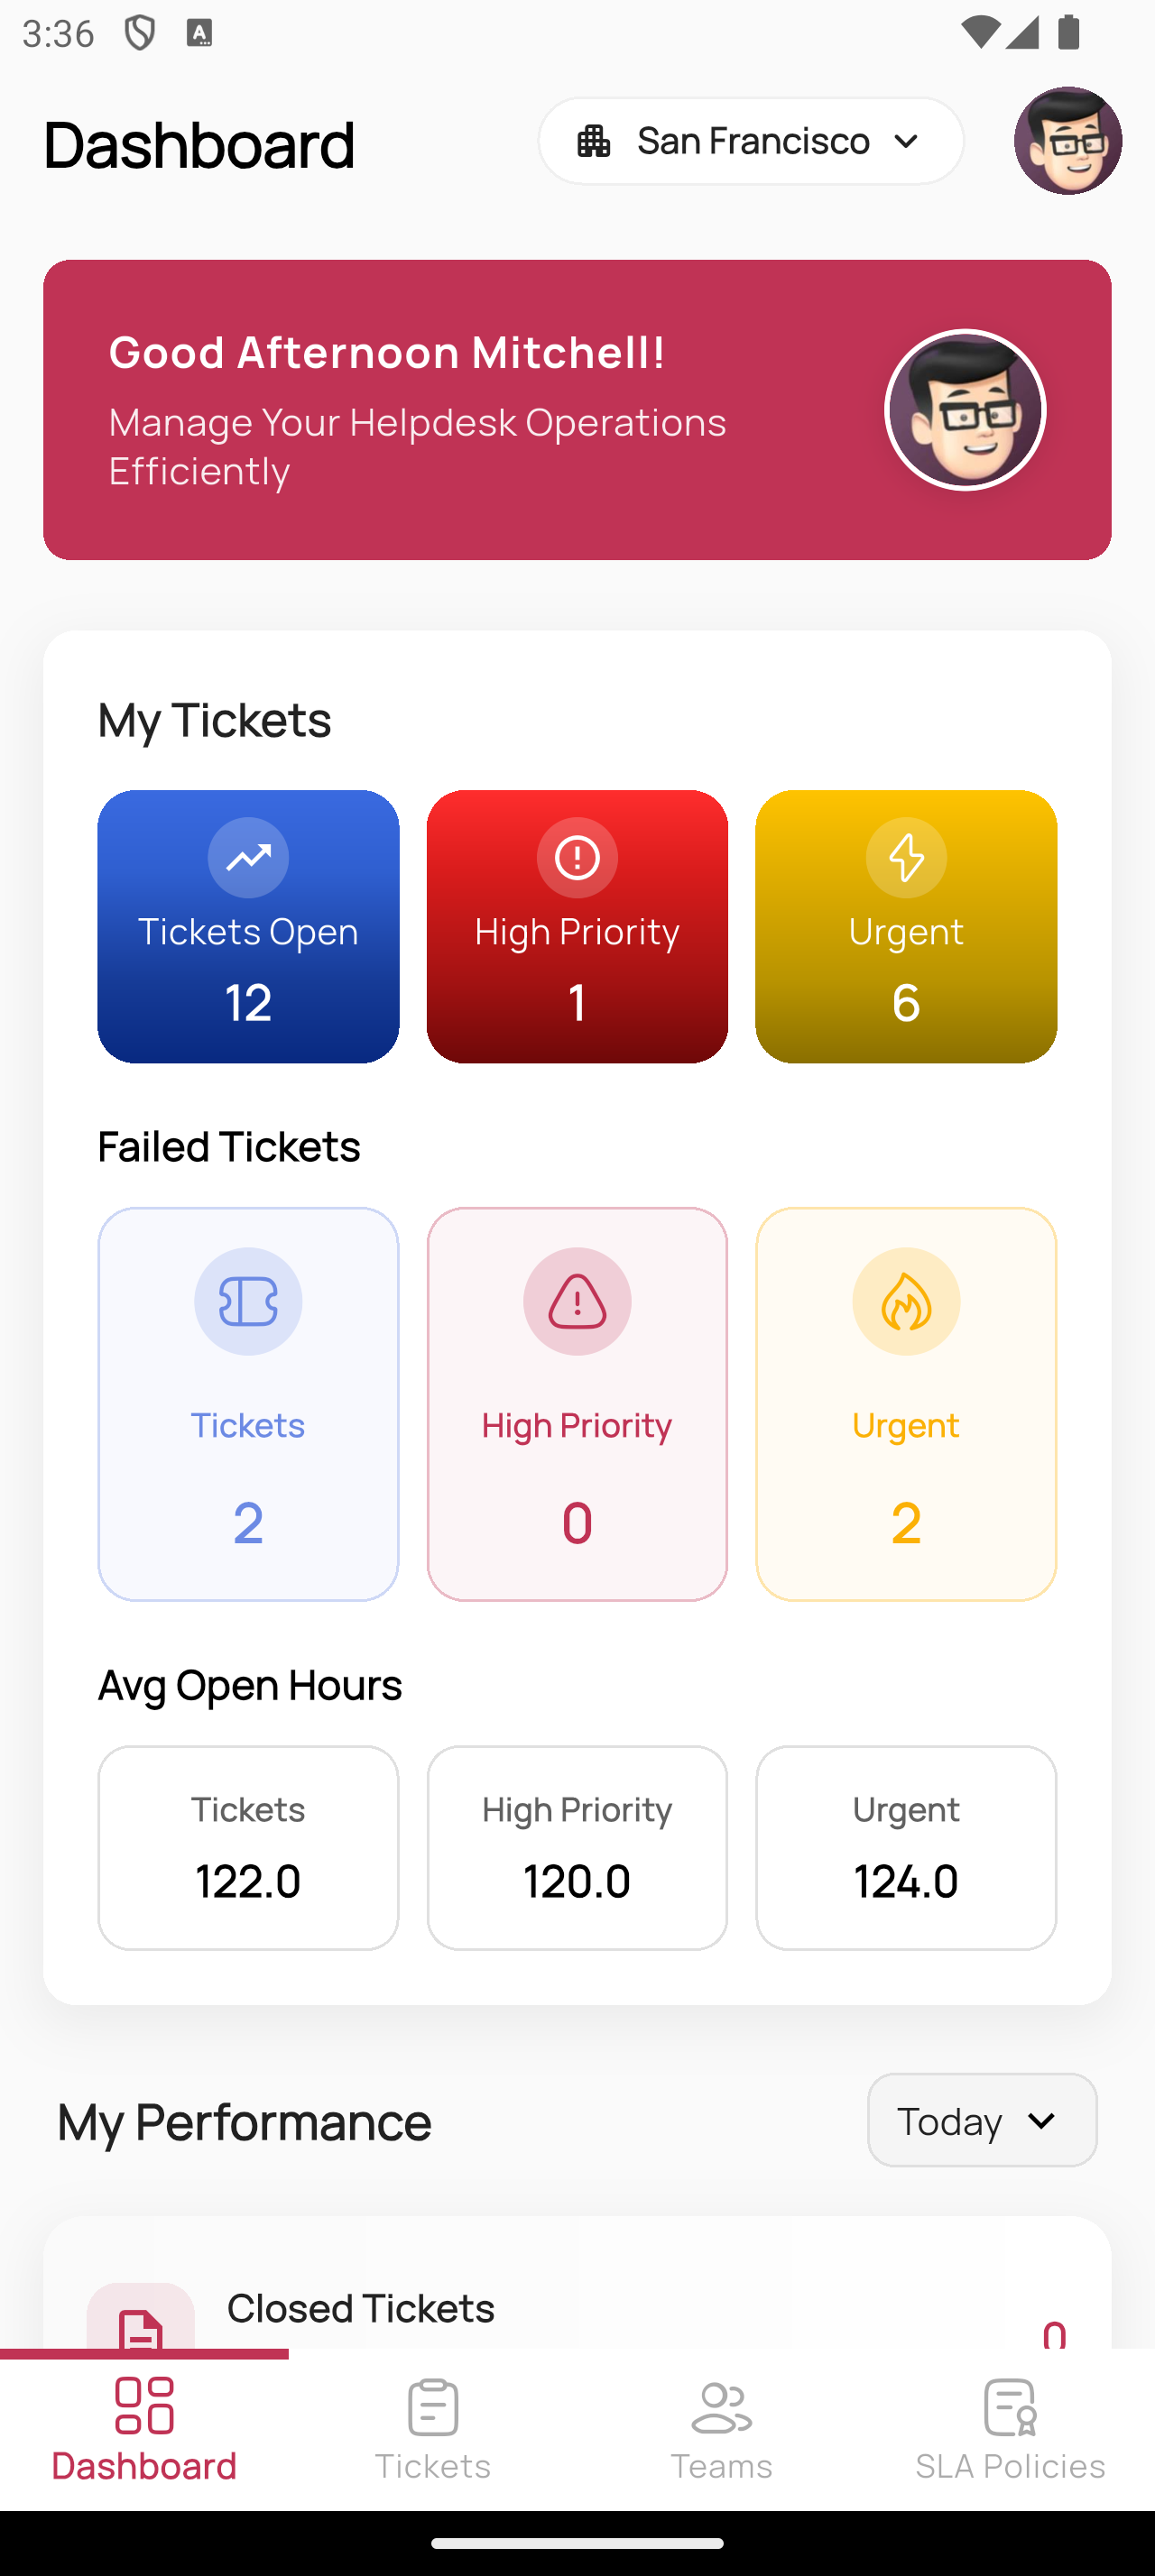 3:36
A
Dashboard
San Francisco
Good Afternoon Mitchell!
Manage Your Helpdesk Operations
Efficiently
My Tickets
Tickets Open
High Priority
Urgent
12
1
6
Failed Tickets
Tickets
High Priority
Urgent
2
0
2
Avg Open Hours
Tickets
High Priority
Urgent
122.0
120.0
124.0
My Performance
Today
Closed Tickets
0
Dashboard
Tickets
Teams
SLA Policies